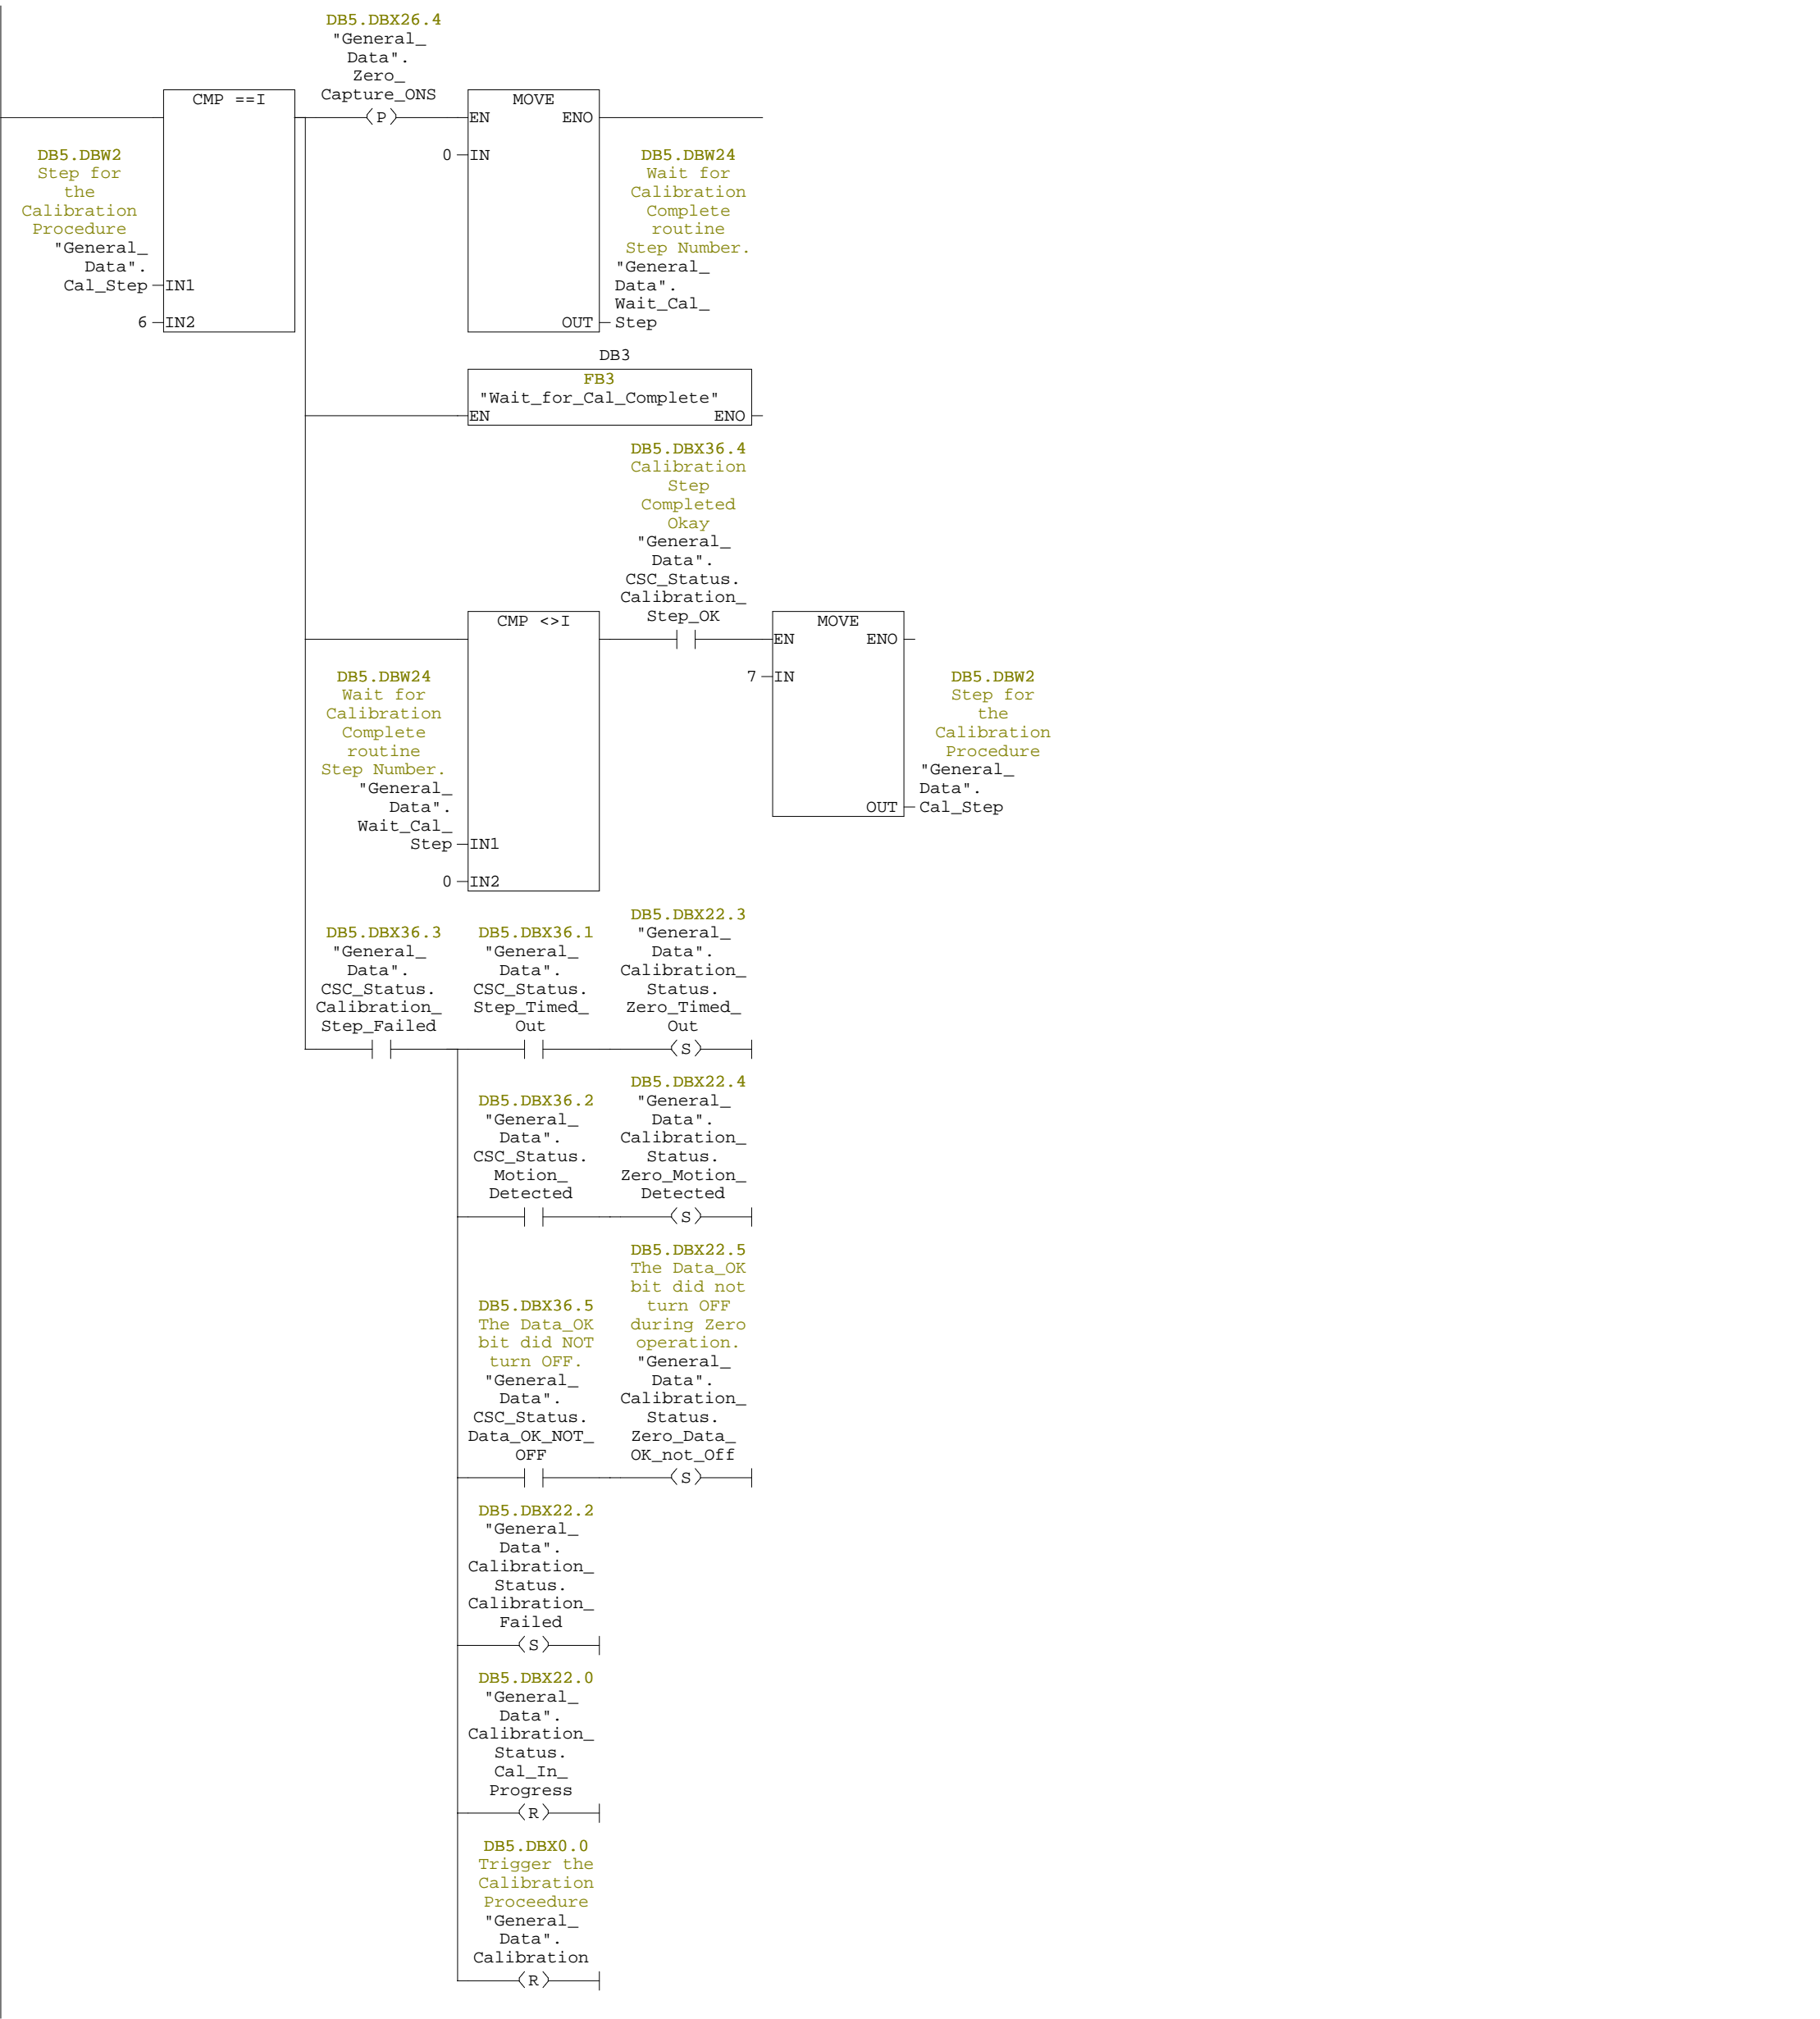 DB5.DBX26.4
"General_
Data".
Zero_
Capture_ONS
CMP ==I
P
MOVE
EN
ENO
DB5.DBW2
Step for
the
Calibration
Procedure
"General_
Data".
Cal_Step
IN1
6
IN2
0
IN
DB5.DBW24
Wait for
Calibration
Complete
routine
Step Number.
"General_
Data".
Wait_Cal_
Step
OUT
DB3
FB3
"Wait_for_Cal_Complete"
EN
ENO
DB5.DBX36.4
Calibration
Step
Completed
Okay
"General_
Data".
CSC_Status.
Calibration_
Step_OK
CMP <>I
MOVE
EN
ENO
DB5.DBW24
Wait for
Calibration
Complete
routine
Step Number.
"General_
Data".
Wait_Cal_
Step
IN1
0
IN2
7
IN
DB5.DBW2
Step for
the
Calibration
Procedure
"General_
Data".
Cal_Step
OUT
DB5.DBX36.3
"General_
Data".
CSC_Status.
Calibration_
Step_Failed
DB5.DBX36.1
"General_
Data".
CSC_Status.
Step_Timed_
Out
DB5.DBX22.3
"General_
Data".
Calibration_
Status.
Zero_Timed_
Out
S
DB5.DBX36.2
"General_
Data".
CSC_Status.
Motion_
Detected
DB5.DBX22.4
"General_
Data".
Calibration_
Status.
Zero_Motion_
Detected
S
DB5.DBX36.5
The Data_OK
bit did NOT
turn OFF.
"General_
Data".
CSC_Status.
Data_OK_NOT_
OFF
DB5.DBX22.5
The Data_OK
bit did not
turn OFF
during Zero
operation.
"General_
Data".
Calibration_
Status.
Zero_Data_
OK_not_Off
S
DB5.DBX22.2
"General_
Data".
Calibration_
Status.
Calibration_
Failed
S
DB5.DBX22.0
"General_
Data".
Calibration_
Status.
Cal_In_
Progress
R
DB5.DBX0.0
Trigger the
Calibration
Proceedure
"General_
Data".
Calibration
R